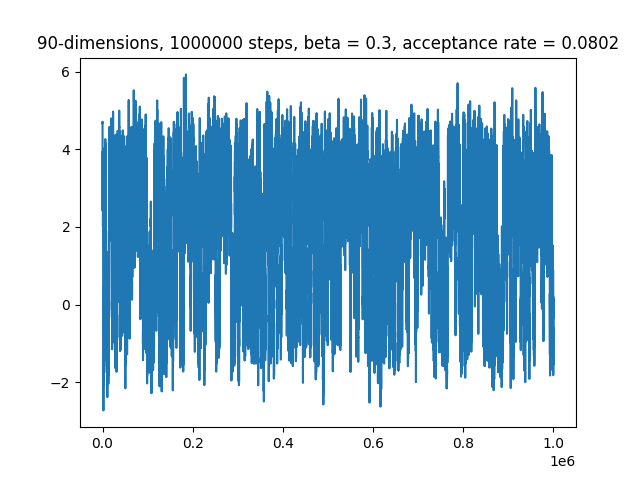 90-dimensions, 1000000 steps, beta = 0.3, acceptance rate = 0.0802
6
4
2
0
−2
0.0 0.2 0.4 0.6 0.8 1.0
1e6